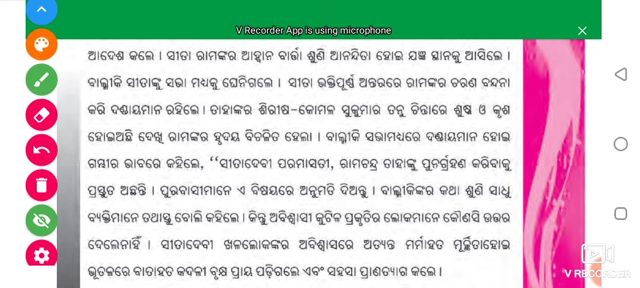 V Recorder App is using microphone
ଆଦେଶ କଲେ । ସୀତା ରାମଙ୍କର ଆହ୍ୱାନ ବାର୍ତ୍ତା ଶୁଣି ଆନନ୍ଦିତା ହୋଇ ଯଜ୍ଞ ସ୍ଥାନକୁ ଆସିଲେ ।
ବାଲ୍ମୀକି ସୀତାଙ୍କୁ ସଭା ମଧ୍ୟକୁ ଘେନିଗଲେ । ସୀତା ଭକ୍ତିପୂର୍ଣ୍ଣ ଅନ୍ତରରେ ରାମଙ୍କର ଚରଣ ବନ୍ଦନା
କରି ଦଣ୍ଡାୟମାନ ରହିଲେ । ତାହାଙ୍କର ଶିରୀଷ-କୋମଳ ସୁକୁମାର ତନୁ ଚିନ୍ତାରେ ଶୁଷ୍କ ଓ କୃଶ
ହୋଇଅଛି ଦେଖି ରାମଙ୍କର ହୃଦୟ ବିଚଳିତ ହେଲା । ବାଲ୍ମୀକି ସଭାମଧ୍ୟରେ ଦଣ୍ଡାୟମାନ ହୋଇ
ଗମ୍ଭୀର ଭାବରେ କହିଲେ, ‘‘ସୀତାଦେବୀ ପରମାସତୀ, ରାମଚନ୍ଦ୍ର ତାହାଙ୍କୁ ପୁନର୍ଗ୍ରହଣ କରିବାକୁ
ପ୍ରସ୍ତୁତ ଅଛନ୍ତି । ପୁରବାସୀମାନେ ଏ ବିଷୟରେ ଅନୁମତି ଦିଅନ୍ତୁ । ବାଲ୍ମୀକିଙ୍କର କଥା ଶୁଣି ସାଧୁ
ବ୍ୟକ୍ତିମାନେ ତଥାସ୍ତୁ ବୋଲି କହିଲେ । କିନ୍ତୁ ଅବିଶ୍ୱାସୀ କୁଟିଳ ପ୍ରକୃତିର ଲୋକମାନେ କୌଣସି ଉତ୍ତର
ଦେଲେନାହିଁ । ସୀତାଦେବୀ ଖଳଲୋକଙ୍କର ଅବିଶ୍ୱାସରେ ଅତ୍ୟନ୍ତ ମର୍ମାହତ ମୂର୍ଚ୍ଛିତାହୋଇ
ଭୂତଳରେ ବାତାହତ କଦଳୀ ବୃକ୍ଷ ପ୍ରାୟ ପଡ଼ିଗଲେ ଏବଂ ସହସା ପ୍ରାଣତ୍ୟାଗ କଲେ ।
V RECORDER